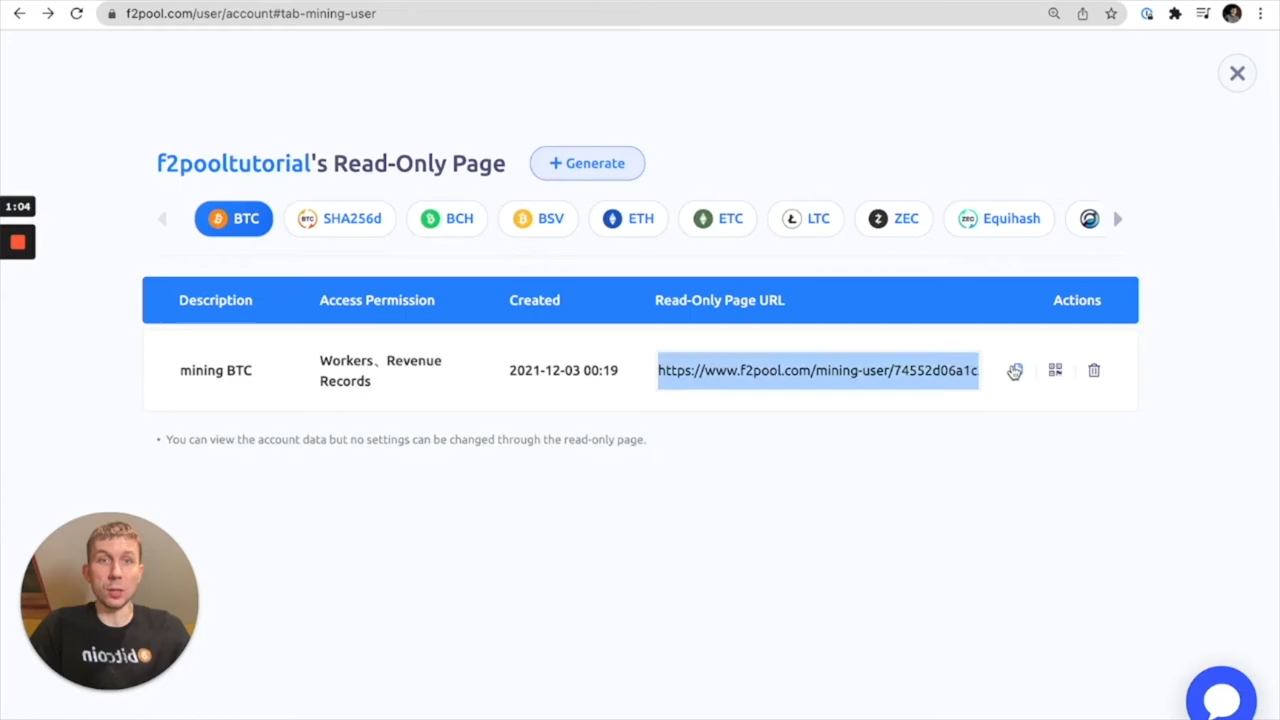 f2pool.com/user/account#tab-mining-user
f2pooltutorial's Read-Only Page
+ Generate
1:04
BTC
BTC SHA256d
BCH
BSV
ETH
ETC
LTC
ZEC
ZEC Equihash
Description
Access Permission
Created
Read-Only Page URL
Actions
mining BTC
Workers、Revenue
Records
2021-12-03 00:19
https://www.f2pool.com/mining-user/74552d06a1c
• You can view the account data but no settings can be changed through the read-only page.
bitcoin